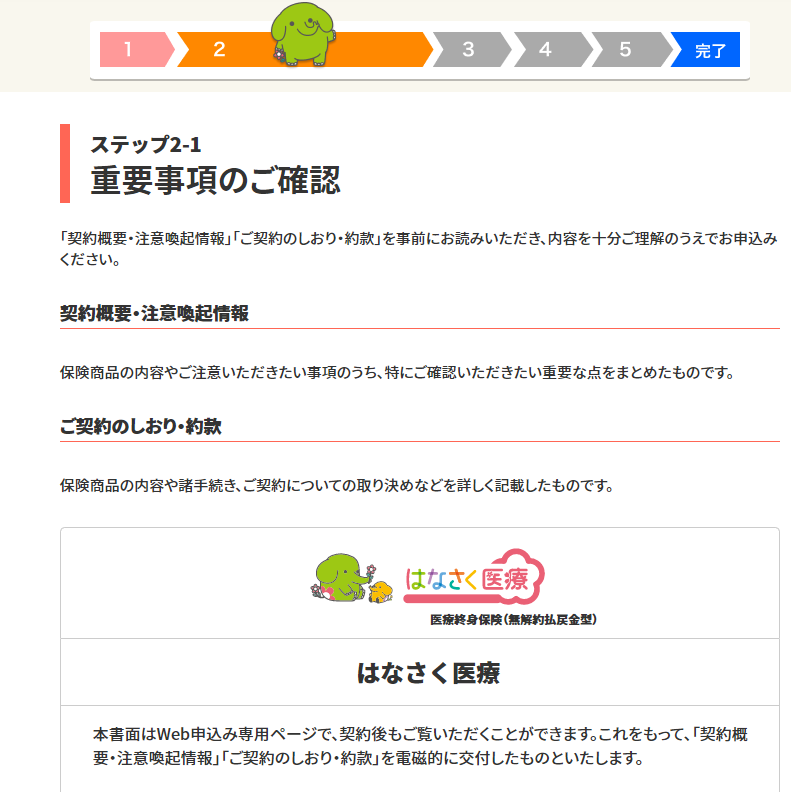 1 2 3 4 5 完了
ステップ2-1
重要事項のご確認
「契約概要・注意喚起情報」「ご契約のしおり・約款」を事前にお読みいただき、内容を十分ご理解のうえでお申込み
ください。
契約概要・注意喚起情報
保険商品の内容やご注意いただきたい事項のうち、特にご確認いただきたい重要な点をまとめたものです。
ご契約のしおり・約款
保険商品の内容や諸手続き、ご契約についての取り決めなどを詳しく記載したものです。
はなさく医療
医療終身保険（無解約払戻金型）
はなさく医療
本書面はWeb申込み専用ページで、契約後もご覧いただくことができます。これをもって、「契約概
要・注意喚起情報」「ご契約のしおり・約款」を電磁的に交付したものといたします。